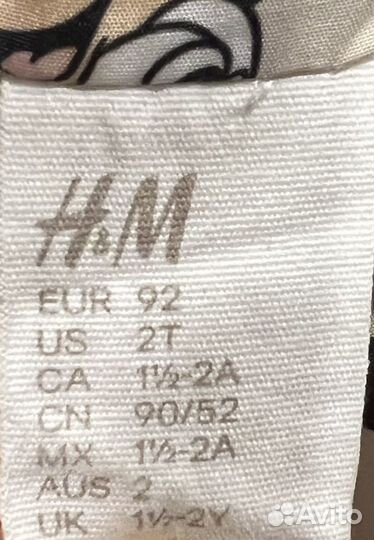 H&M
EUR 92
US 2T
CA 1½-2A
CN 90/52
MX 1½-2A
AUS 2
UK 1½-2Y
Avito